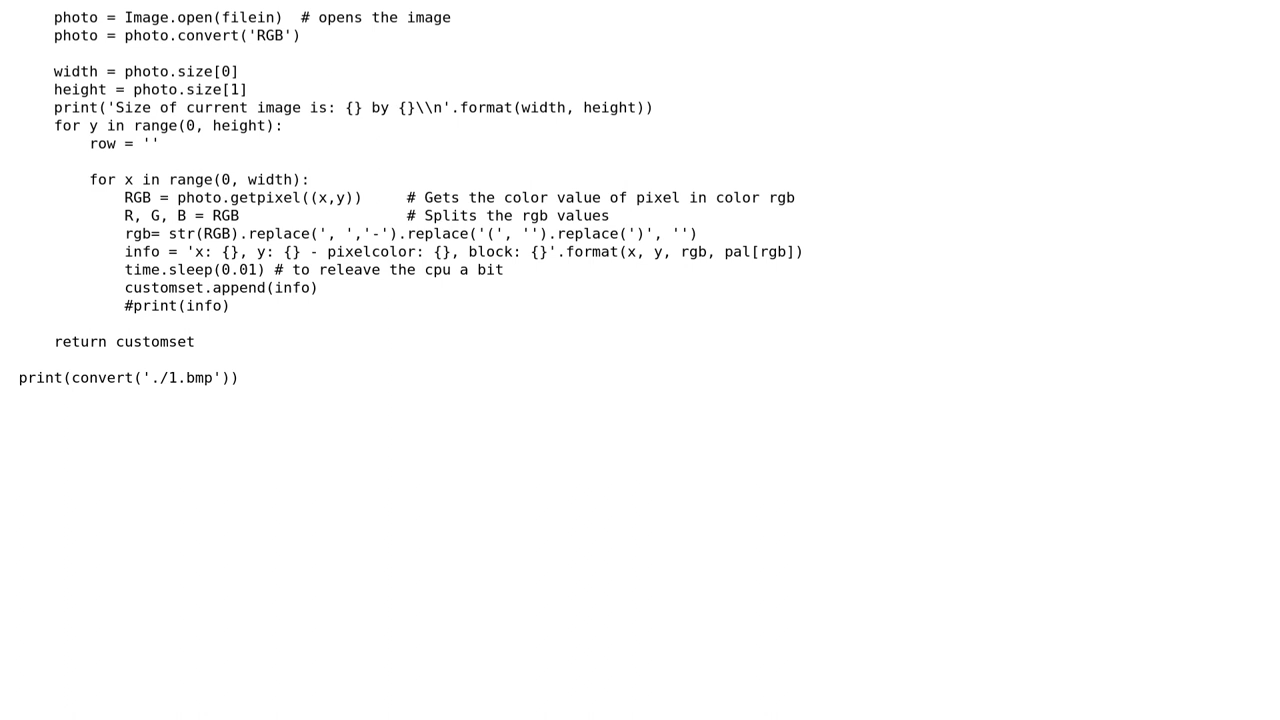 photo = Image.open(filein)  # opens the image
    photo = photo.convert('RGB')

    width = photo.size[0]
    height = photo.size[1]
    print('Size of current image is: {} by {}\\n'.format(width, height))
    for y in range(0, height):
        row = ''

        for x in range(0, width):
            RGB = photo.getpixel((x,y))     # Gets the color value of pixel in color rgb
            R, G, B = RGB                   # Splits the rgb values
            rgb= str(RGB).replace(', ','-').replace('(', '').replace(')', '')
            info = 'x: {}, y: {} - pixelcolor: {}, block: {}'.format(x, y, rgb, pal[rgb])
            time.sleep(0.01) # to releave the cpu a bit
            customset.append(info)
            #print(info)

    return customset

print(convert('./1.bmp'))